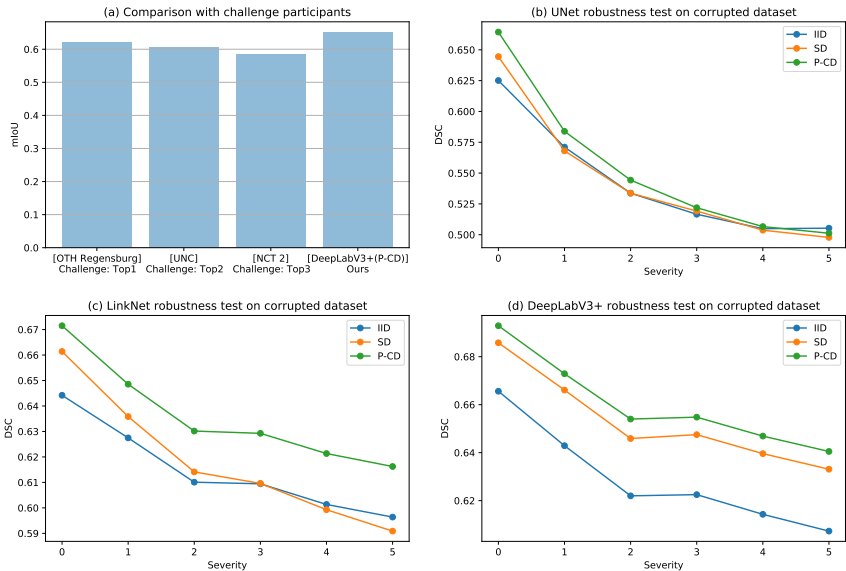 (a) Comparison with challenge participants
mIoU
0.6
0.5
0.4
0.3
0.2
0.1
0.0
[OTH Regensburg]
Challenge: Top1
[UNC]
Challenge: Top2
[NCT 2]
Challenge: Top3
[DeepLabV3+(P-CD)]
Ours
(b) UNet robustness test on corrupted dataset
IID
SD
P-CD
DSC
0.650
0.625
0.600
0.575
0.550
0.525
0.500
0 1 2 3 4 5
Severity
(c) LinkNet robustness test on corrupted dataset
IID
SD
P-CD
DSC
0.67
0.66
0.65
0.64
0.63
0.62
0.61
0.60
0.59
0 1 2 3 4 5
Severity
(d) DeepLabV3+ robustness test on corrupted dataset
IID
SD
P-CD
DSC
0.68
0.66
0.64
0.62
0 1 2 3 4 5
Severity